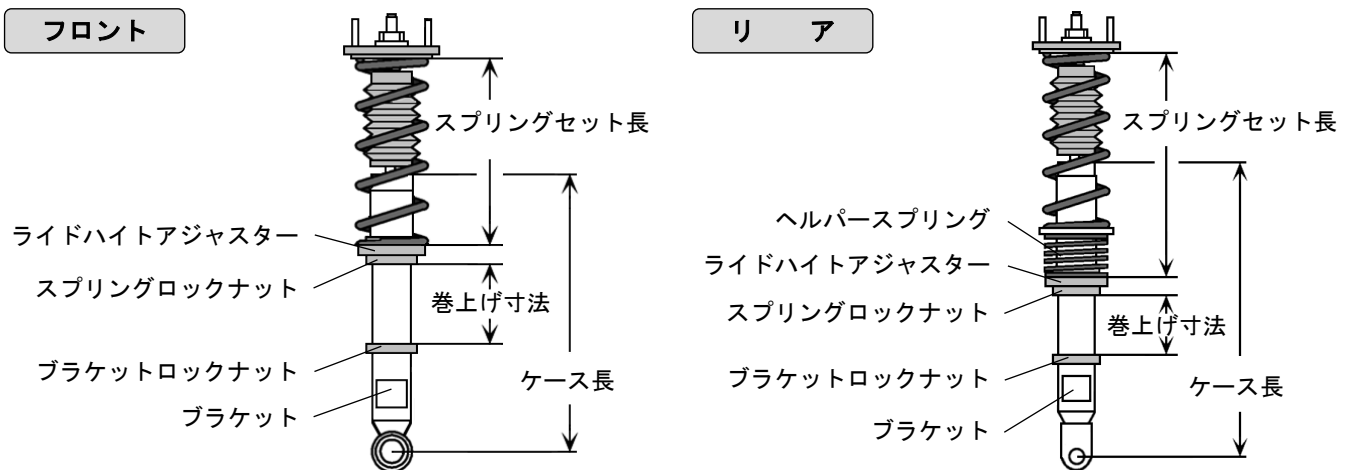 フロント
スプリングセット長
ライドハイトアジャスター
スプリングロックナット
巻上げ寸法
ブラケットロックナット
ケース長
ブラケット
リ ア
スプリングセット長
ヘルパースプリング
ライドハイトアジャスター
スプリングロックナット
巻上げ寸法
ブラケットロックナット
ケース長
ブラケット